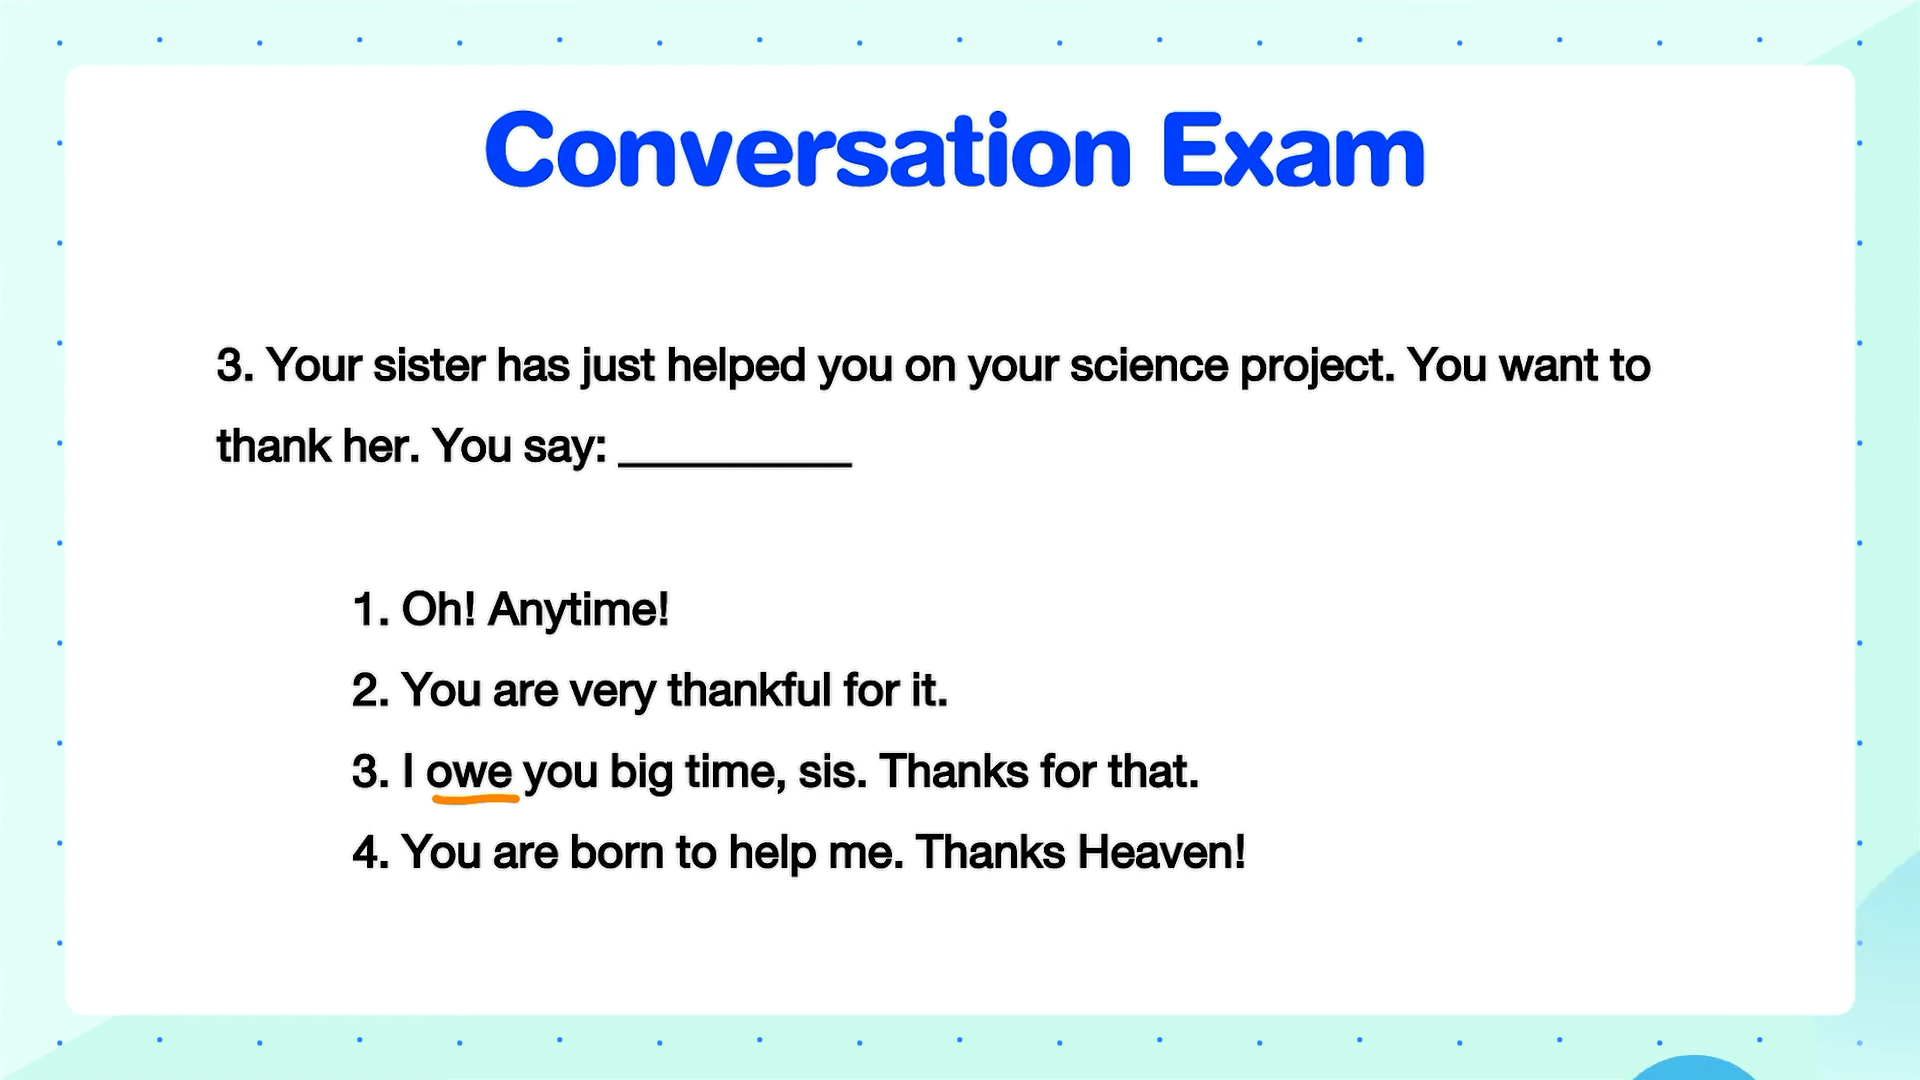 Conversation Exam
3. Your sister has just helped you on your science project. You want to
thank her. You say: __________
1. Oh! Anytime!
2. You are very thankful for it.
3. I owe you big time, sis. Thanks for that.
4. You are born to help me. Thanks Heaven!